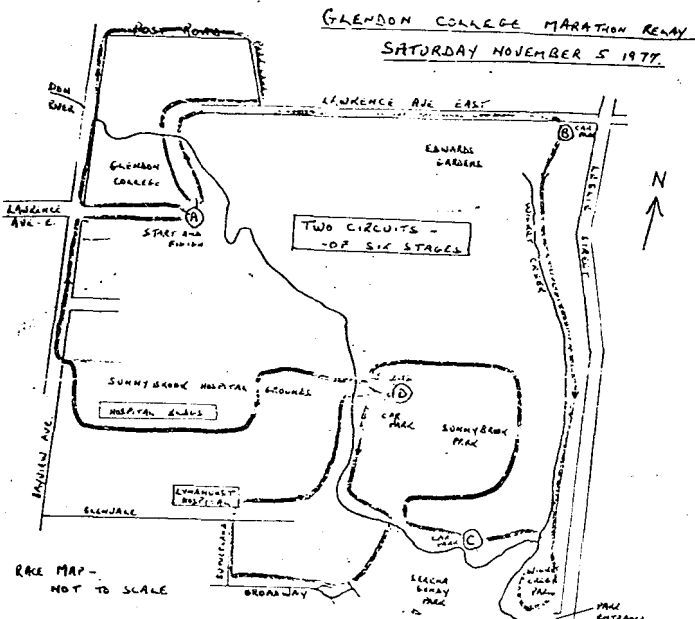 GLENDON COLLEGE MARATHON RELAY
SATURDAY NOVEMBER 5 1977.
POST ROAD
DON
RIVER
LAWRENCE AVE EAST
B
CAR
PARK
EDWARDS
GARDENS
GLENDON
COLLEGE
N
LAWRENCE
AVE. E.
A
START AND
FINISH
TWO CIRCUITS -
-OF SIX STAGES
WILKET CREEK
LESLIE STREET
SUNNYBROOK HOSPITAL GROUNDS
HOSPITAL BLDGS
D
CAR
PARK
SUNNYBROOK
PARK
BAYVIEW AVE.
LYNDHURST
HOSPITAL
GLENVALE
CAR
PARK
C
RACE MAP -
NOT TO SCALE
BROADWAY
SERENA
GUNDY
PARK
PARK
ENTRANCE